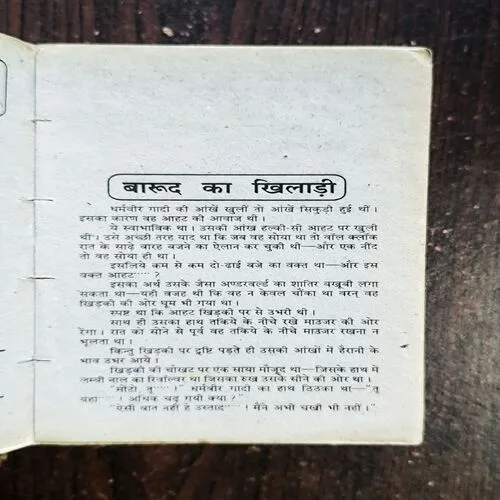 बारूद का खिलाड़ी
धर्मवीर गादी की आंखें खुलीं तो आंखें सिकुड़ी हुई थीं।
इसका कारण वह आहट की आवाज थी।
ये स्वाभाविक था। उसकी आंख हल्की-सी आहट पर खुली
थी। उसे अच्छी तरह याद था कि जब वह सोया था तो वॉल क्लॉक
रात के साढ़े बारह बजने का ऐलान कर चुकी थी—और एक नींद
तो वह सोया ही था।
इसलिये कम से कम दो-ढाई बजे का वक्त था—और इस
वक्त आहट····· ?
इसका अर्थ उसके जैसा अण्डरवर्ल्ड का शातिर बखूबी लगा
सकता था—यही वजह थी कि वह न केवल चौंका था वरन् वह
खिड़की की ओर घूम भी गया था।
स्पष्ट था कि आहट खिड़की पर से उभरी थी।
साथ ही उसका हाथ तकिये के नीचे रखे माउजर की ओर
रेंगा। रात को सोने से पूर्व वह तकिये के नीचे माउजर रखना न
भूलता था।
किन्तु खिड़की पर दृष्टि पड़ते ही उसकी आंखों में हैरानी के
भाव उभर आये।
खिड़की की चौखट पर एक साया मौजूद था—जिसके हाथ में
लम्बी नाल का रिवॉल्वर था जिसका रुख उसके सीने की ओर था।
"मोटो तू····· !" धर्मवीर गादी का हाथ ठिठका था—"तू
यहां····· ! अधिक चढ़ गयी क्या ?"
"ऐसी बात नहीं है उस्ताद····· ! मैंने अभी चखी भी नहीं।"